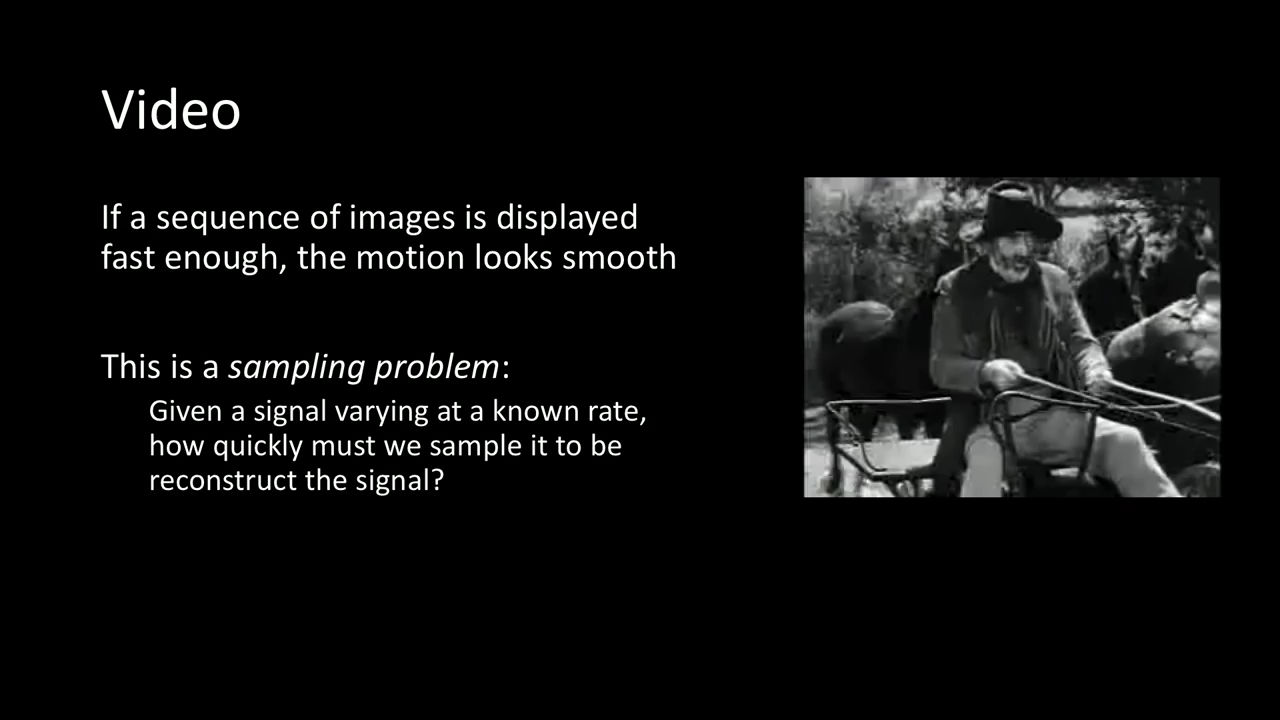 Video
If a sequence of images is displayed
fast enough, the motion looks smooth
This is a sampling problem:
Given a signal varying at a known rate,
how quickly must we sample it to be
reconstruct the signal?